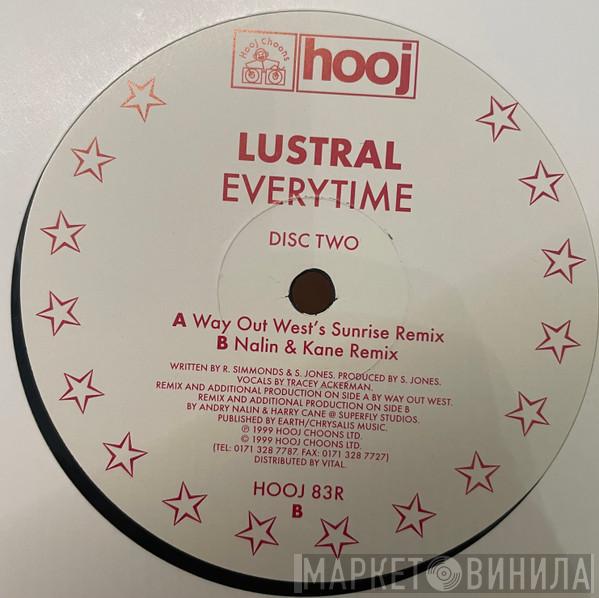 Hooj Choons
hooj
LUSTRAL
EVERYTIME
DISC TWO
A Way Out West's Sunrise Remix
B Nalin & Kane Remix
WRITTEN BY R. SIMMONDS & S. JONES. PRODUCED BY S. JONES.
VOCALS BY TRACEY ACKERMAN.
REMIX AND ADDITIONAL PRODUCTION ON SIDE A BY WAY OUT WEST.
REMIX AND ADDITIONAL PRODUCTION ON SIDE B
BY ANDRY NALIN & HARRY CANE @ SUPERFLY STUDIOS.
PUBLISHED BY EARTH/CHRYSALIS MUSIC.
℗ 1999 HOOJ CHOONS LTD.
© 1999 HOOJ CHOONS LTD.
(TEL: 0171 328 7787. FAX: 0171 328 7727)
DISTRIBUTED BY VITAL.
HOOJ 83R
B
МАРКЕТ ВИНИЛА